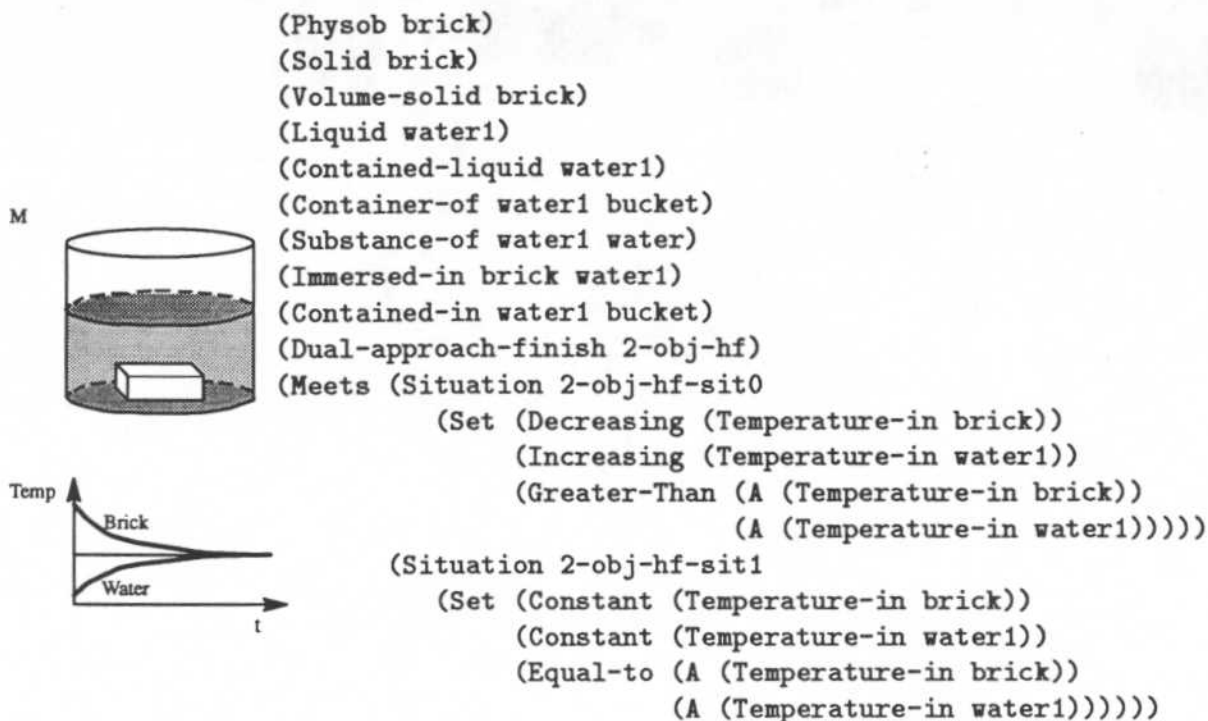 (Physob brick)
(Solid brick)
(Volume-solid brick)
(Liquid water1)
(Contained-liquid water1)
(Container-of water1 bucket)
(Substance-of water1 water)
(Immersed-in brick water1)
(Contained-in water1 bucket)
(Dual-approach-finish 2-obj-hf)
(Meets (Situation 2-obj-hf-sit0
(Set (Decreasing (Temperature-in brick))
(Increasing (Temperature-in water1))
(Greater-Than (A (Temperature-in brick))
(A (Temperature-in water1)))))
(Situation 2-obj-hf-sit1
(Set (Constant (Temperature-in brick))
(Constant (Temperature-in water1))
(Equal-to (A (Temperature-in brick))
(A (Temperature-in water1))))))
M
Temp
Brick
Water
t